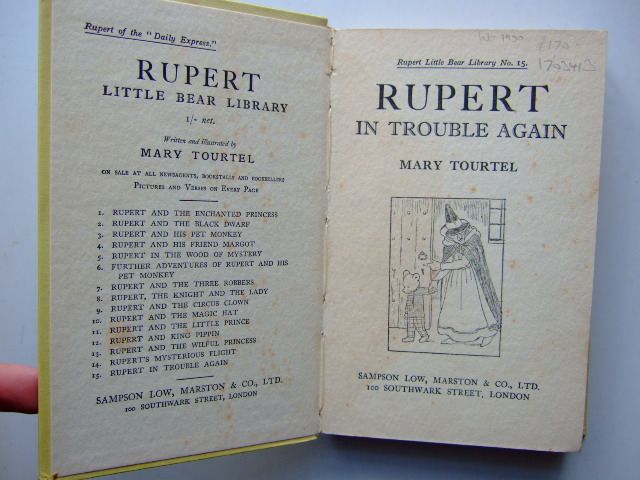 Rupert of the "Daily Express."
RUPERT
LITTLE BEAR LIBRARY
1/- net.
Written and illustrated by
MARY TOURTEL
ON SALE AT ALL NEWSAGENTS, BOOKSTALLS AND BOOKSELLERS
PICTURES AND VERSES ON EVERY PAGE
1. RUPERT AND THE ENCHANTED PRINCESS
2. RUPERT AND THE BLACK DWARF
3. RUPERT AND HIS PET MONKEY
4. RUPERT AND HIS FRIEND MARGOT
5. RUPERT IN THE WOOD OF MYSTERY
6. FURTHER ADVENTURES OF RUPERT AND HIS
PET MONKEY
7. RUPERT AND THE THREE ROBBERS
8. RUPERT, THE KNIGHT AND THE LADY
9. RUPERT AND THE CIRCUS CLOWN
10. RUPERT AND THE MAGIC HAT
11. RUPERT AND THE LITTLE PRINCE
12. RUPERT AND KING PIPPIN
13. RUPERT AND THE WILFUL PRINCESS
14. RUPERT'S MYSTERIOUS FLIGHT
15. RUPERT IN TROUBLE AGAIN
SAMPSON LOW, MARSTON & CO., LTD.
100 SOUTHWARK STREET, LONDON
1930
£170-
1703413
Rupert Little Bear Library No. 15.
RUPERT
IN TROUBLE AGAIN
MARY TOURTEL
SAMPSON LOW, MARSTON & CO., LTD.
100 SOUTHWARK STREET, LONDON